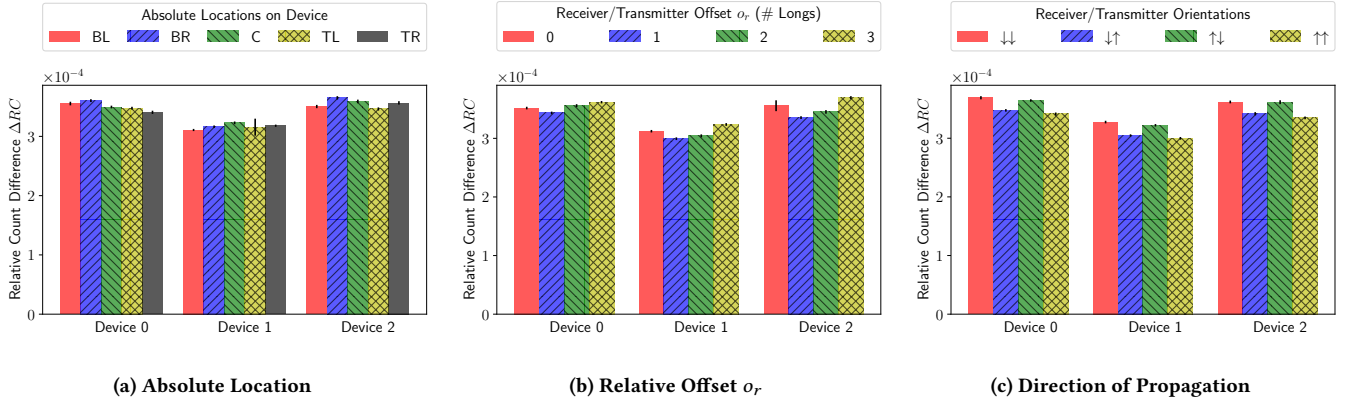 Absolute Locations on Device
BL BR C TL TR
×10⁻⁴
Relative Count Difference ΔRC
3
2
1
0
Device 0 Device 1 Device 2
(a) Absolute Location
Receiver/Transmitter Offset oᵣ (# Longs)
0 1 2 3
×10⁻⁴
Relative Count Difference ΔRC
3
2
1
0
Device 0 Device 1 Device 2
(b) Relative Offset oᵣ
Receiver/Transmitter Orientations
↓↓ ↓↑ ↑↓ ↑↑
×10⁻⁴
Relative Count Difference ΔRC
3
2
1
0
Device 0 Device 1 Device 2
(c) Direction of Propagation